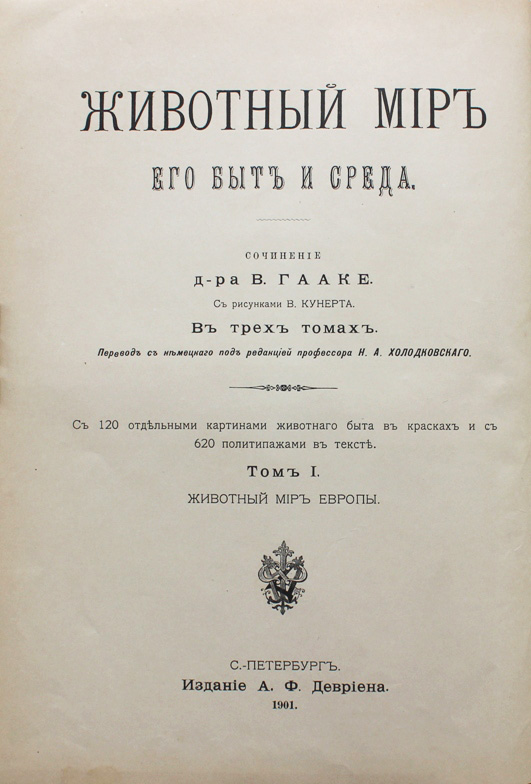 ЖИВОТНЫЙ МІРЪ
ЕГО БЫТЪ И СРЕДА.
СОЧИНЕНІЕ
д-ра В. ГААКЕ.
Съ рисунками В. КУНЕРТА.
Въ трехъ томахъ.
Переводъ съ нѣмецкаго подъ редакціей профессора Н. А. ХОЛОДКОВСКАГО.
Съ 120 отдѣльными картинами животнаго быта въ краскахъ и съ
620 политипажами въ текстѣ.
Томъ I.
ЖИВОТНЫЙ МІРЪ ЕВРОПЫ.
С.-ПЕТЕРБУРГЪ.
Изданіе А. Ф. Девріена.
1901.